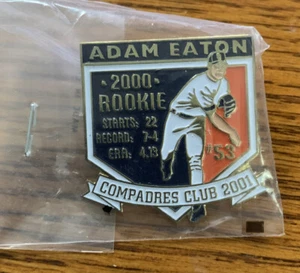 ADAM EATON
2000
ROOKIE
STARTS: 22
RECORD: 7-4
ERA: 4.13
'53
COMPADRES CLUB 2001